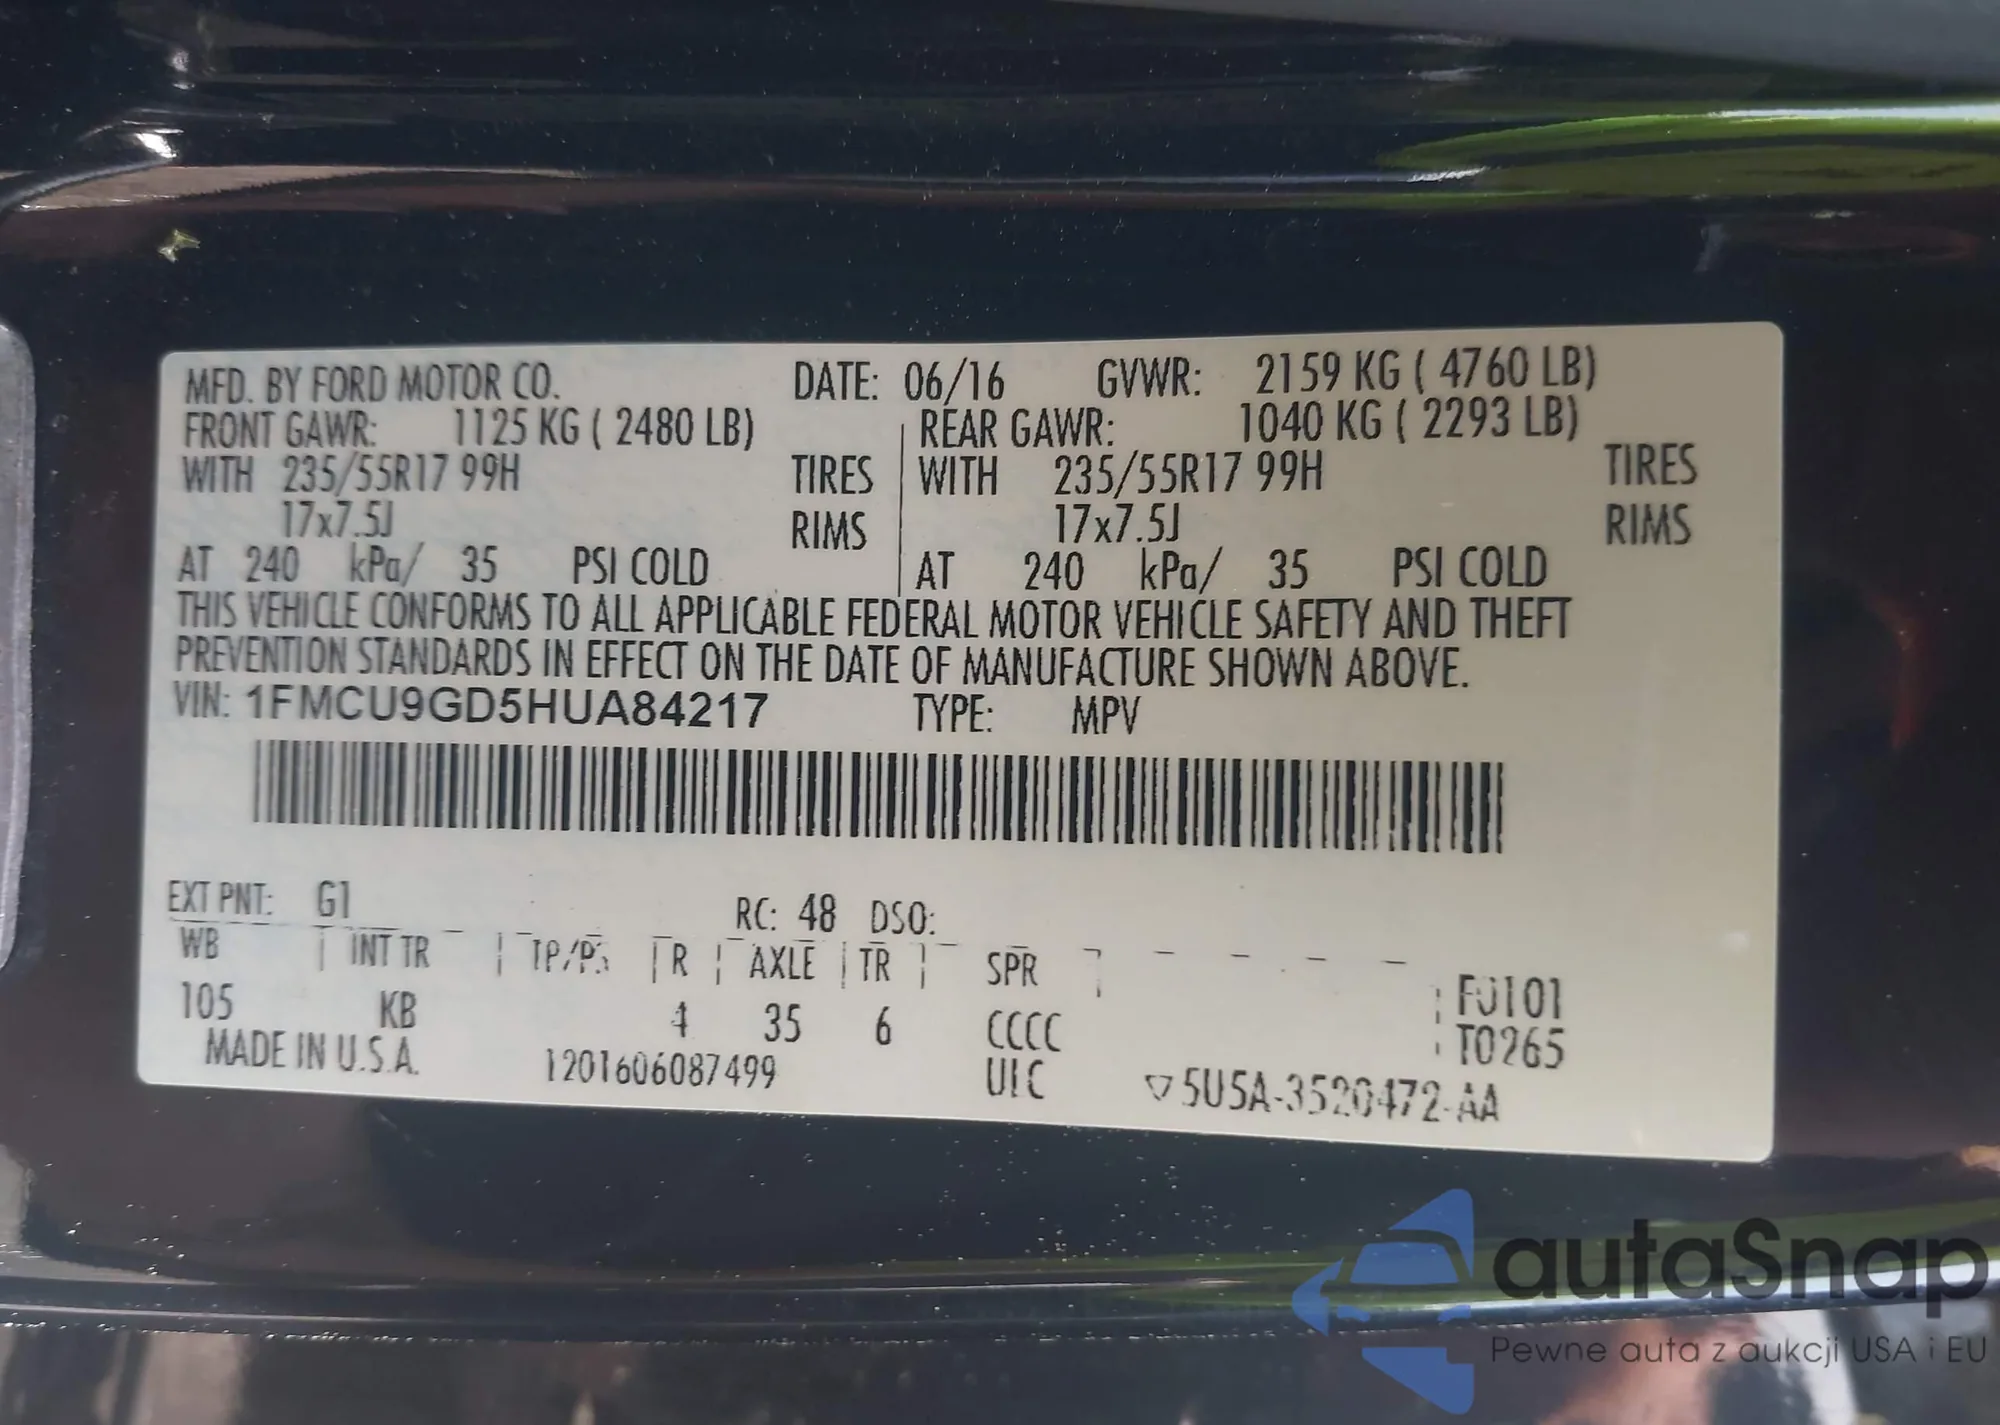 MFD. BY FORD MOTOR CO. DATE: 06/16 GVWR: 2159 KG ( 4760 LB)
FRONT GAWR: 1125 KG ( 2480 LB) REAR GAWR: 1040 KG ( 2293 LB)
WITH 235/55R17 99H TIRES WITH 235/55R17 99H TIRES
17x7.5J RIMS 17x7.5J RIMS
AT 240 kPa/ 35 PSI COLD AT 240 kPa/ 35 PSI COLD
THIS VEHICLE CONFORMS TO ALL APPLICABLE FEDERAL MOTOR VEHICLE SAFETY AND THEFT
PREVENTION STANDARDS IN EFFECT ON THE DATE OF MANUFACTURE SHOWN ABOVE.
VIN: 1FMCU9GD5HUA84217 TYPE: MPV
EXT PNT: G1 RC: 48 DSO:
WB INT TR TP/PS R AXLE TR SPR
105 KB 4 35 6 CCCC F0101
T0265
MADE IN U.S.A. 1201606087499 UIC ▽5U5A-3520472-AA
autaSnap
Pewne auta z aukcji USA i EU